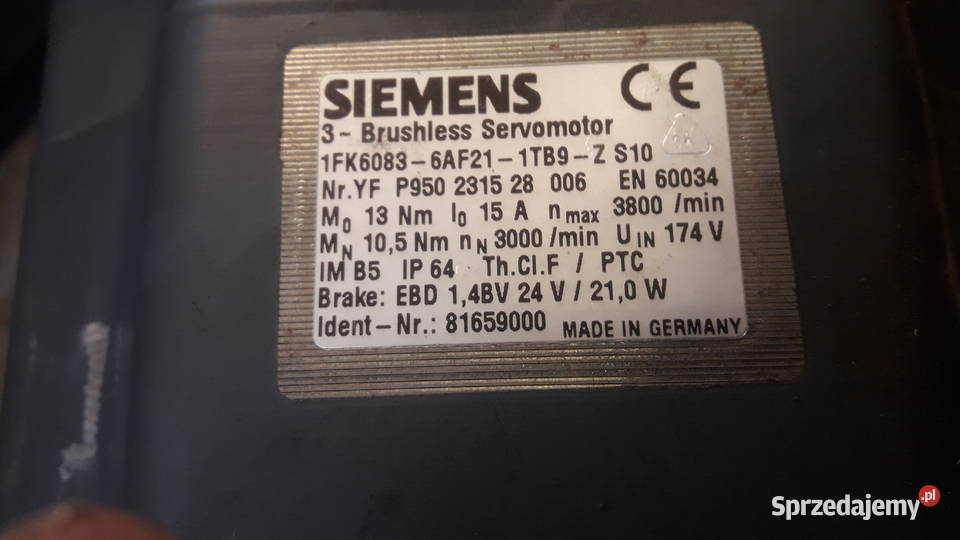 SIEMENS CE
3~ Brushless Servomotor
1FK6083-6AF21-1TB9-Z S10
Nr.YF P950 2315 28 006 EN 60034
M0 13 Nm I0 15 A nmax 3800 /min
MN 10,5 Nm nN 3000 /min UIN 174 V
IM B5 IP 64 Th.Cl.F / PTC
Brake: EBD 1,4BV 24 V / 21,0 W
Ident-Nr.: 81659000 MADE IN GERMANY
Sprzedajemy.pl